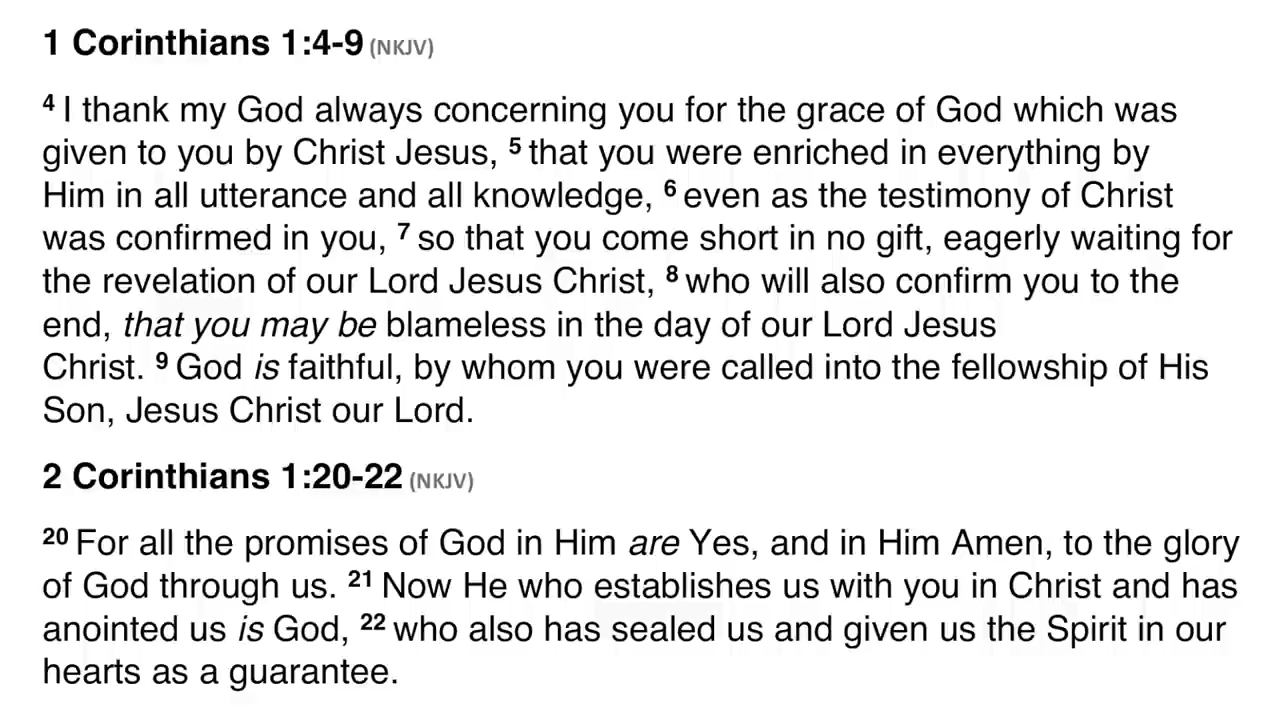 1 Corinthians 1:4-9 (NKJV)
4 I thank my God always concerning you for the grace of God which was
given to you by Christ Jesus, 5 that you were enriched in everything by
Him in all utterance and all knowledge, 6 even as the testimony of Christ
was confirmed in you, 7 so that you come short in no gift, eagerly waiting for
the revelation of our Lord Jesus Christ, 8 who will also confirm you to the
end, that you may be blameless in the day of our Lord Jesus
Christ. 9 God is faithful, by whom you were called into the fellowship of His
Son, Jesus Christ our Lord.
2 Corinthians 1:20-22 (NKJV)
20 For all the promises of God in Him are Yes, and in Him Amen, to the glory
of God through us. 21 Now He who establishes us with you in Christ and has
anointed us is God, 22 who also has sealed us and given us the Spirit in our
hearts as a guarantee.